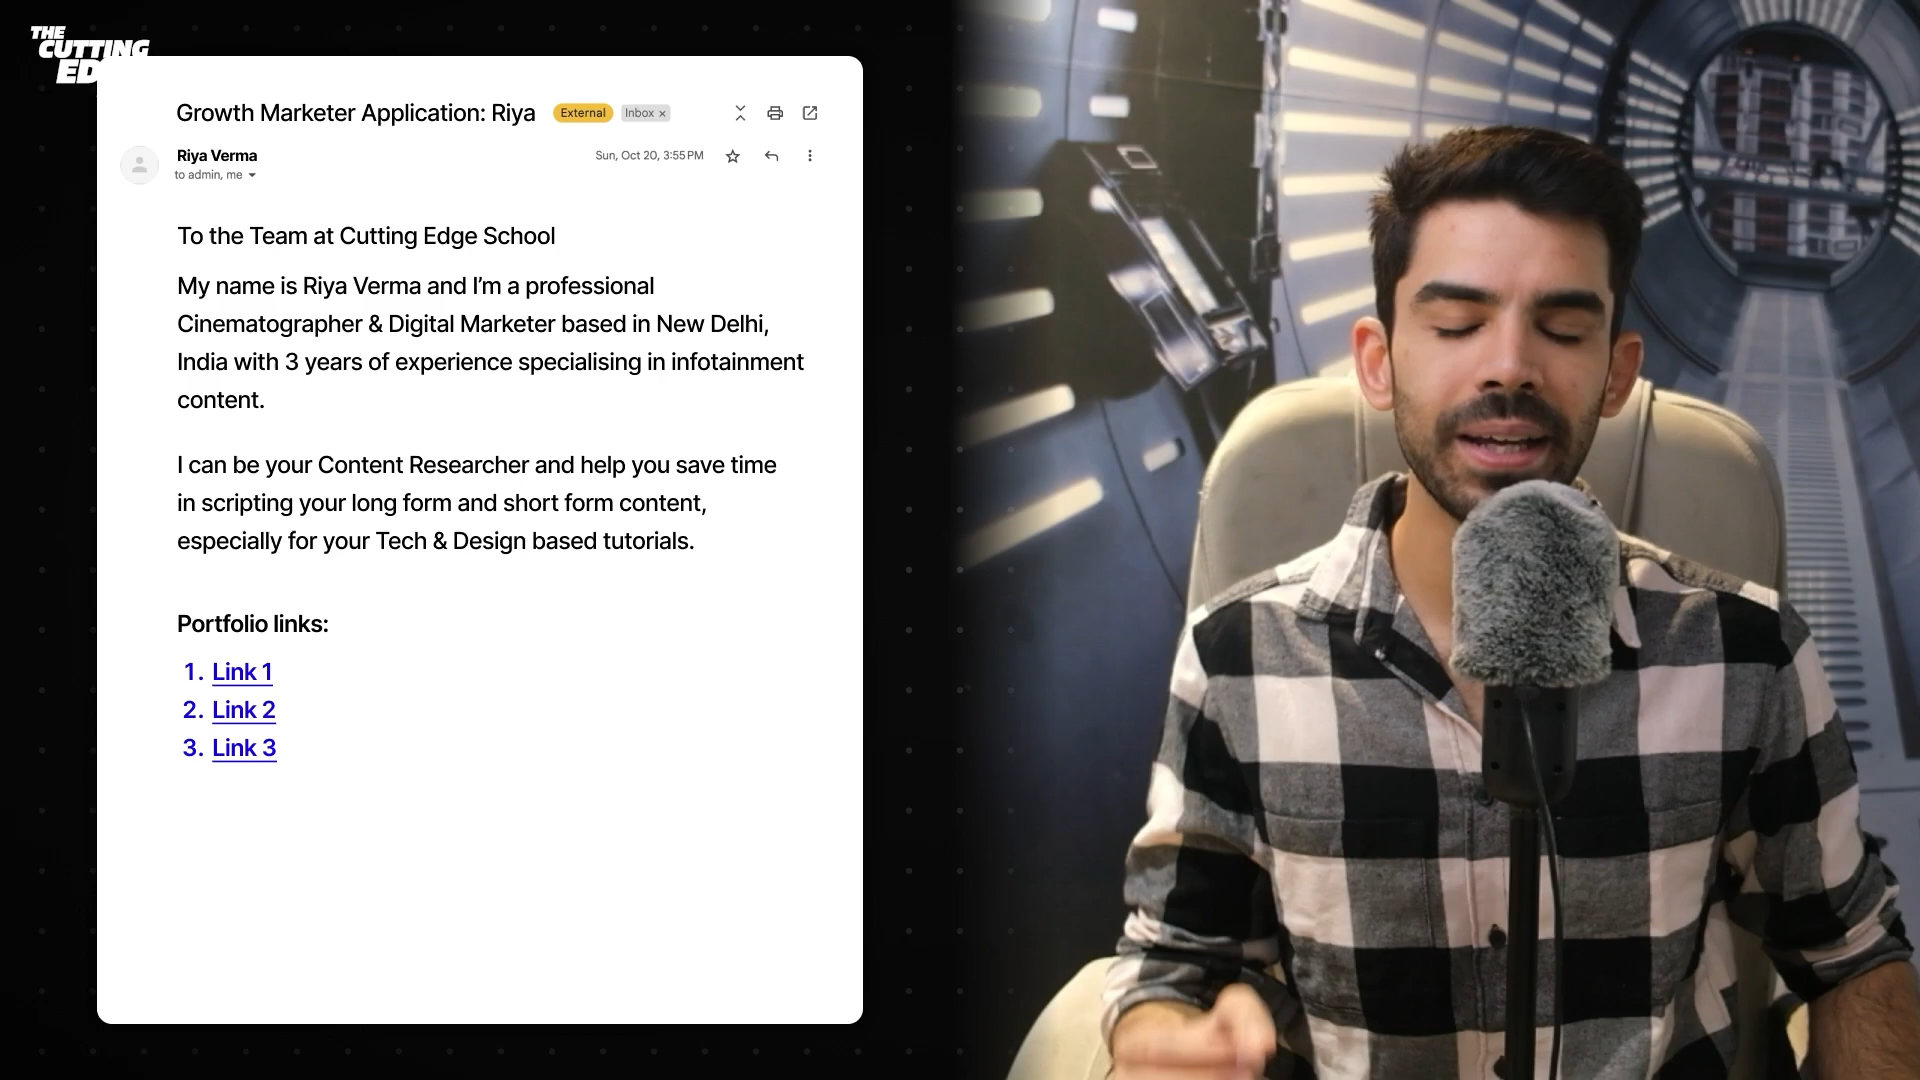 THE
CUTTING
ED
Growth Marketer Application: Riya External Inbox ×
Riya Verma Sun, Oct 20, 3:55 PM
to admin, me
To the Team at Cutting Edge School
My name is Riya Verma and I’m a professional
Cinematographer & Digital Marketer based in New Delhi,
India with 3 years of experience specialising in infotainment
content.
I can be your Content Researcher and help you save time
in scripting your long form and short form content,
especially for your Tech & Design based tutorials.
Portfolio links:
1. Link 1
2. Link 2
3. Link 3